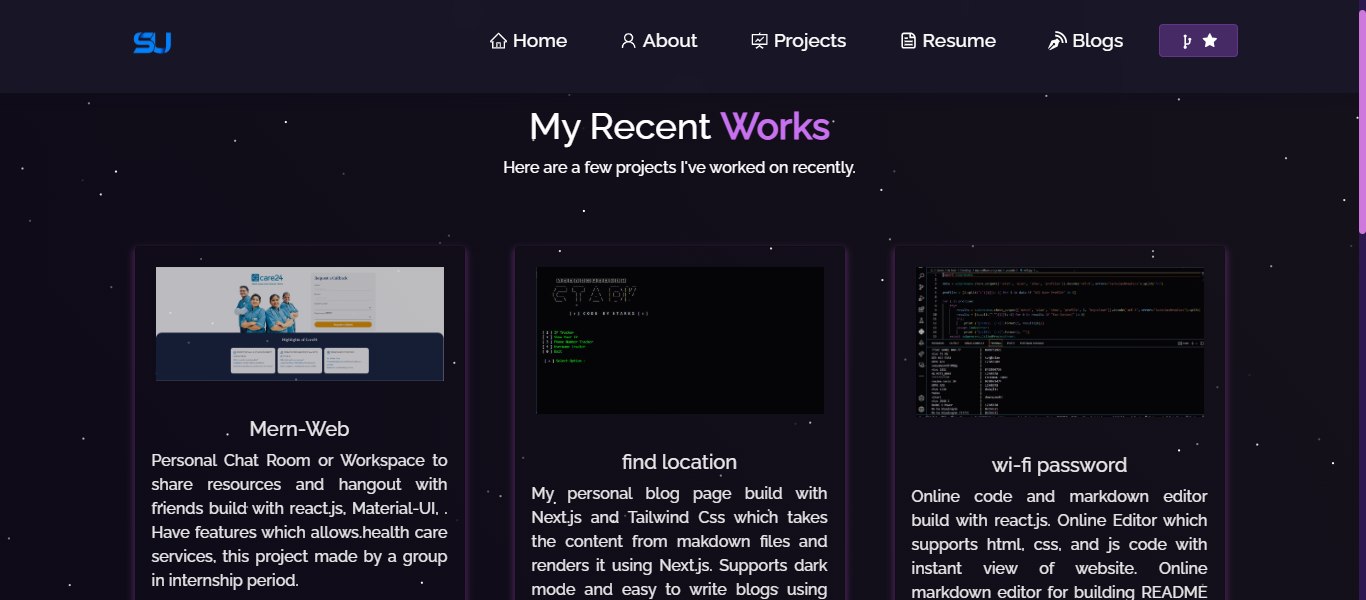 SU
Home
About
Projects
Resume
Blogs
My Recent Works
Here are a few projects I've worked on recently.
care24
Request a Callback
Highlights of Care24
[+] CODE BY STARGS [+]
Mern-Web
Personal Chat Room or Workspace to
share resources and hangout with
friends build with react.js, Material-UI, .
Have features which allows.health care
services, this project made by a group
in internship period.
find location
My personal blog page build with
Next.js and Tailwind Css which takes
the content from makdown files and
renders it using Next.js. Supports dark
mode and easy to write blogs using
wi-fi password
Online code and markdown editor
build with react.js. Online Editor which
supports html, css, and js code with
instant view of website. Online
markdown editor for building README